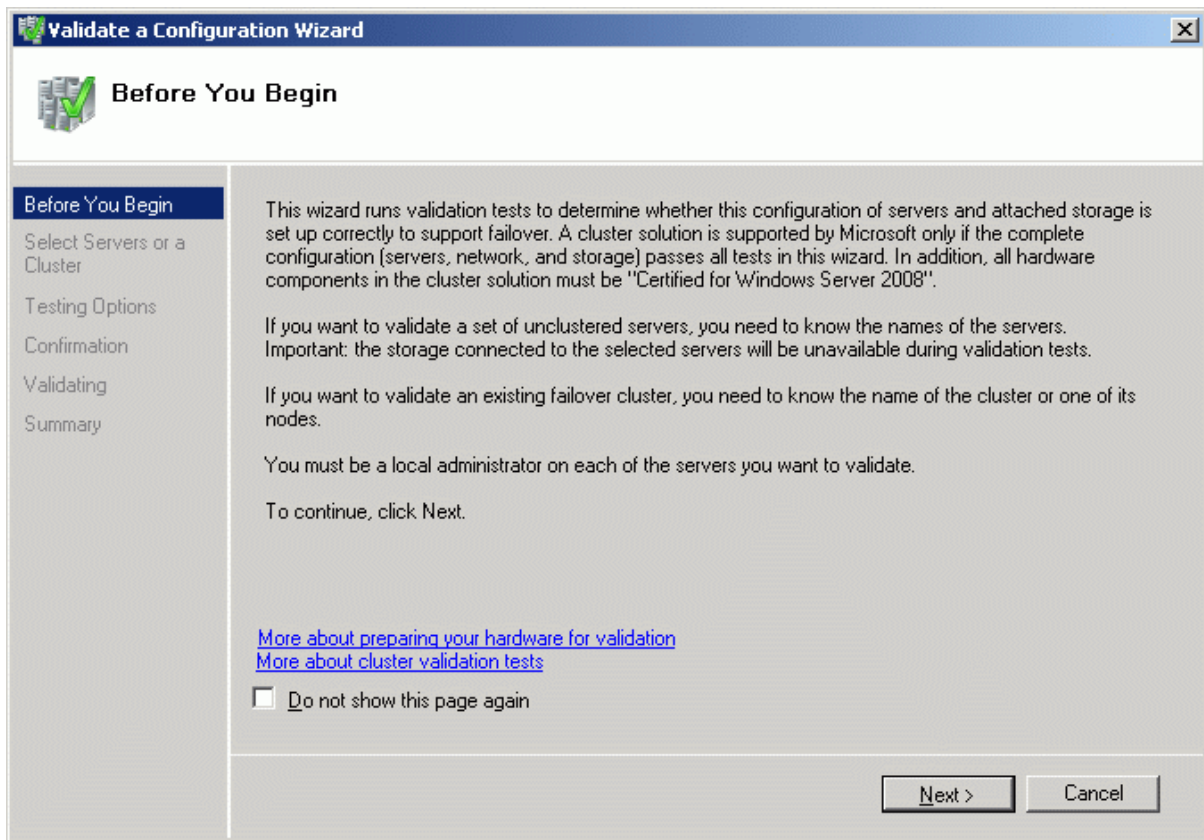 Validate a Configuration Wizard
Before You Begin
Before You Begin
Select Servers or a
Cluster
Testing Options
Confirmation
Validating
Summary
This wizard runs validation tests to determine whether this configuration of servers and attached storage is
set up correctly to support failover. A cluster solution is supported by Microsoft only if the complete
configuration (servers, network, and storage) passes all tests in this wizard. In addition, all hardware
components in the cluster solution must be "Certified for Windows Server 2008".
If you want to validate a set of unclustered servers, you need to know the names of the servers.
Important: the storage connected to the selected servers will be unavailable during validation tests.
If you want to validate an existing failover cluster, you need to know the name of the cluster or one of its
nodes.
You must be a local administrator on each of the servers you want to validate.
To continue, click Next.
More about preparing your hardware for validation
More about cluster validation tests
Do not show this page again
Next >
Cancel